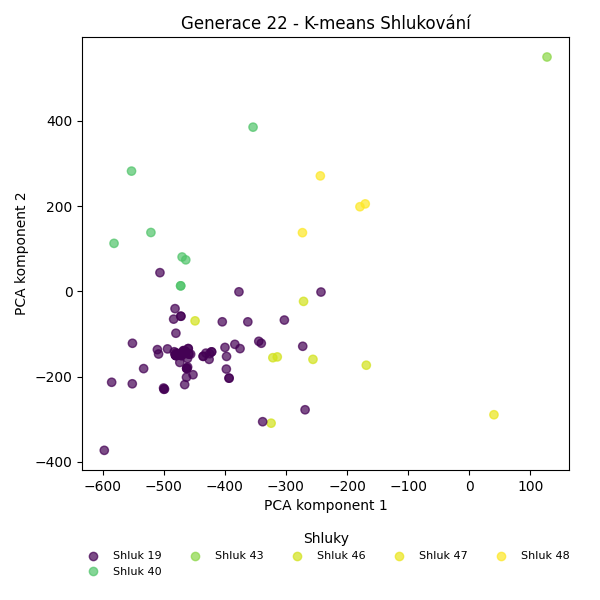 Generace 22 - K-means Shlukování
PCA komponent 2
400
200
0
−200
−400
−600 −500 −400 −300 −200 −100 0 100
PCA komponent 1
Shluky
Shluk 19 Shluk 43 Shluk 46 Shluk 47 Shluk 48
Shluk 40